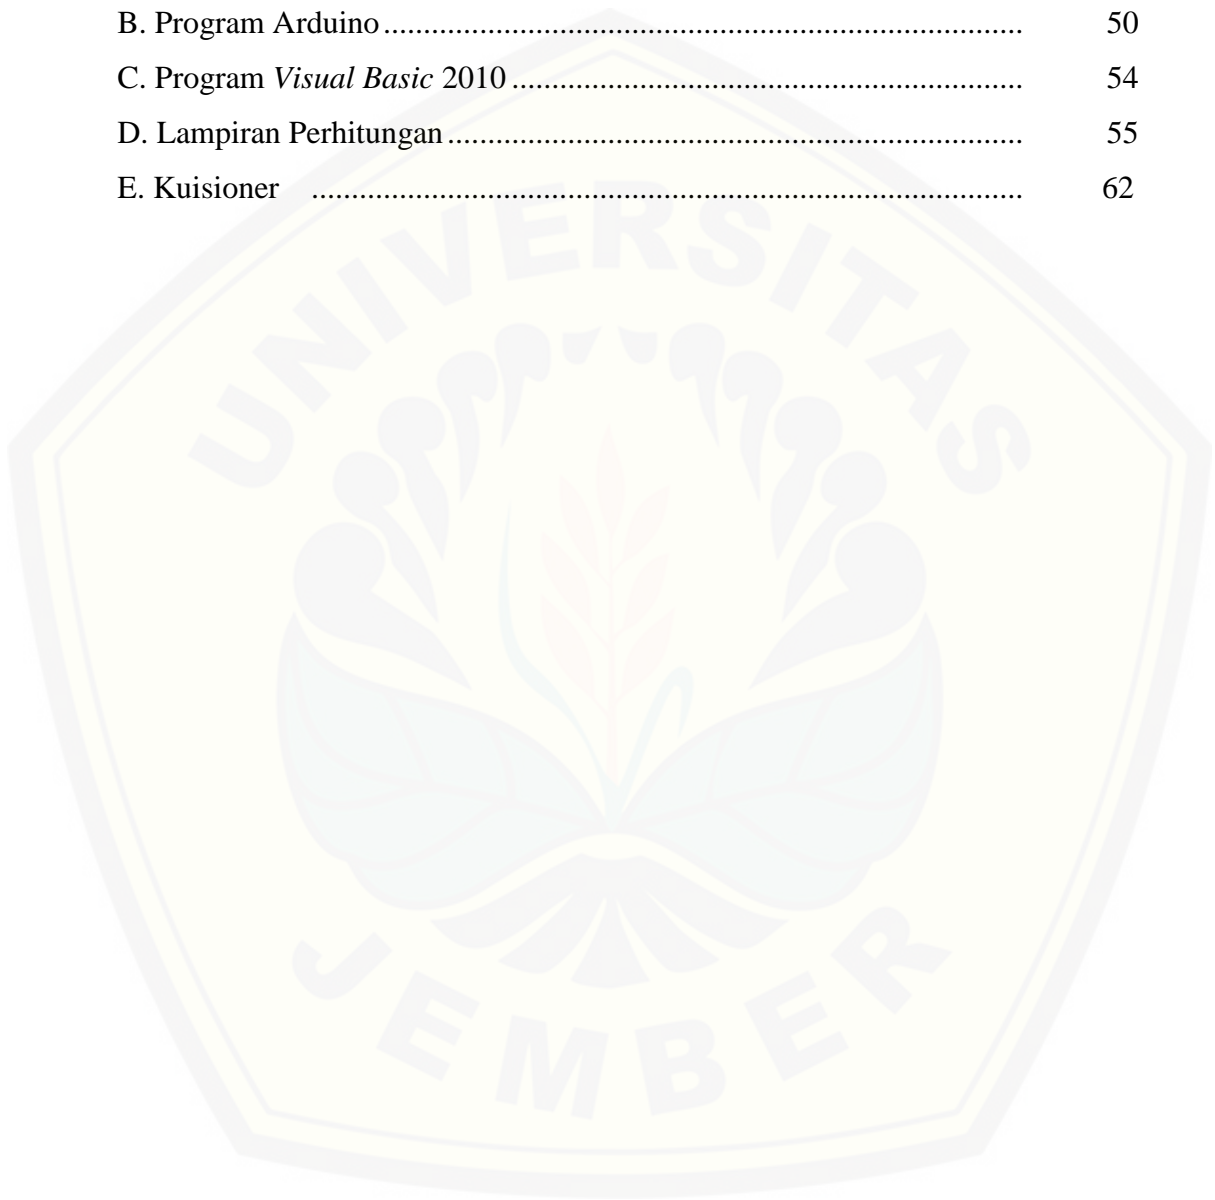 B. Program Arduino ................................................................................ 50
C. Program Visual Basic 2010 ................................................................ 54
D. Lampiran Perhitungan ........................................................................ 55
E. Kuisioner ......................................................................................... 62
UNIVERSITAS
JEMBER